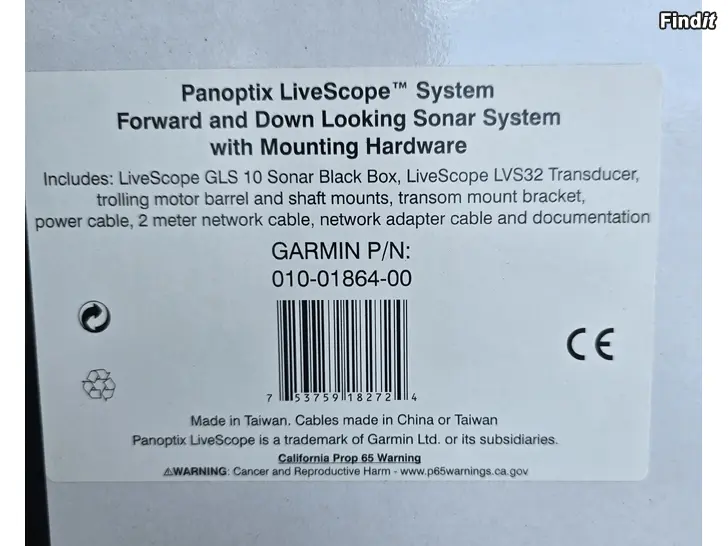 Findit
Panoptix LiveScope™ System
Forward and Down Looking Sonar System
with Mounting Hardware
Includes: LiveScope GLS 10 Sonar Black Box, LiveScope LVS32 Transducer,
trolling motor barrel and shaft mounts, transom mount bracket,
power cable, 2 meter network cable, network adapter cable and documentation
GARMIN P/N:
010-01864-00
CE
7 53759 18272 4
Made in Taiwan. Cables made in China or Taiwan
Panoptix LiveScope is a trademark of Garmin Ltd. or its subsidiaries.
California Prop 65 Warning
⚠WARNING: Cancer and Reproductive Harm - www.p65warnings.ca.gov